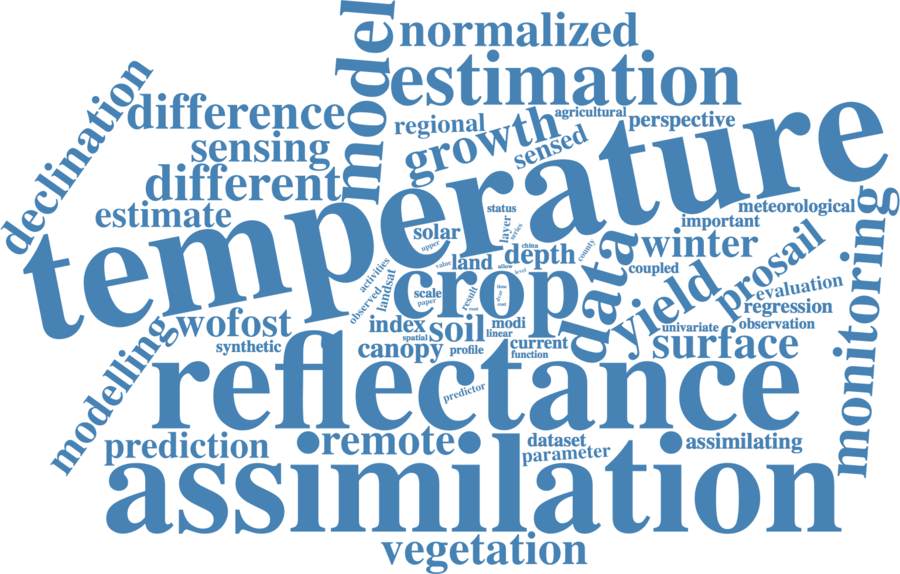 model
normalized
estimation
declination
difference
regional
growth
agricultural
perspective
sensing
sensed
different
temperature
estimate
status
layer
series
solar
upper
meteorological
important
monitoring
winter
depth
china
county
land
value
allow
level
activities
landsat
observed
coupled
data
prosail
crop
scale
paper
result
yield
evaluation
regression
wofost
index
soil
modi
linear
univariate
observation
spatial
synthetic
canopy
profile
current
function
surface
modelling
reflectance
predictor
prediction
remote
dataset
parameter
assimilating
assimilation
vegetation